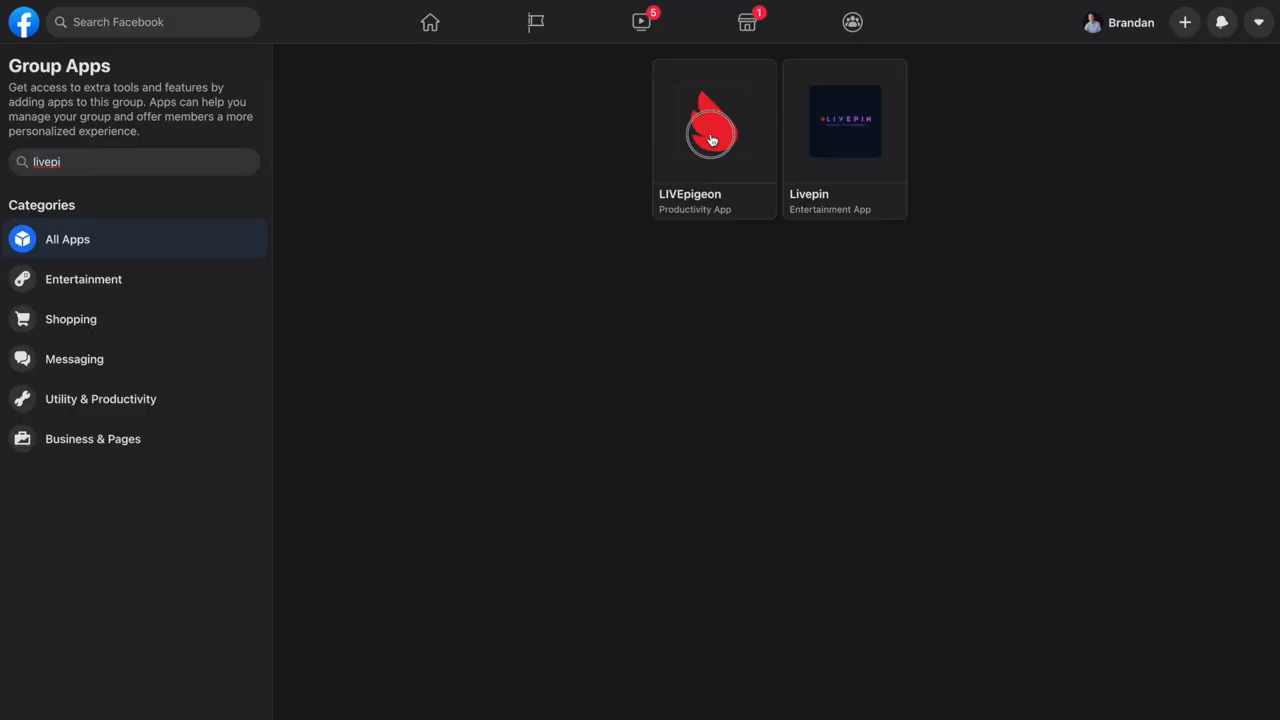 Search Facebook
5
1
Brandan
Group Apps
Get access to extra tools and features by
adding apps to this group. Apps can help you
manage your group and offer members a more
personalized experience.
livepi
Categories
All Apps
Entertainment
Shopping
Messaging
Utility & Productivity
Business & Pages
LIVEPIN
LIVEpigeon
Productivity App
Livepin
Entertainment App